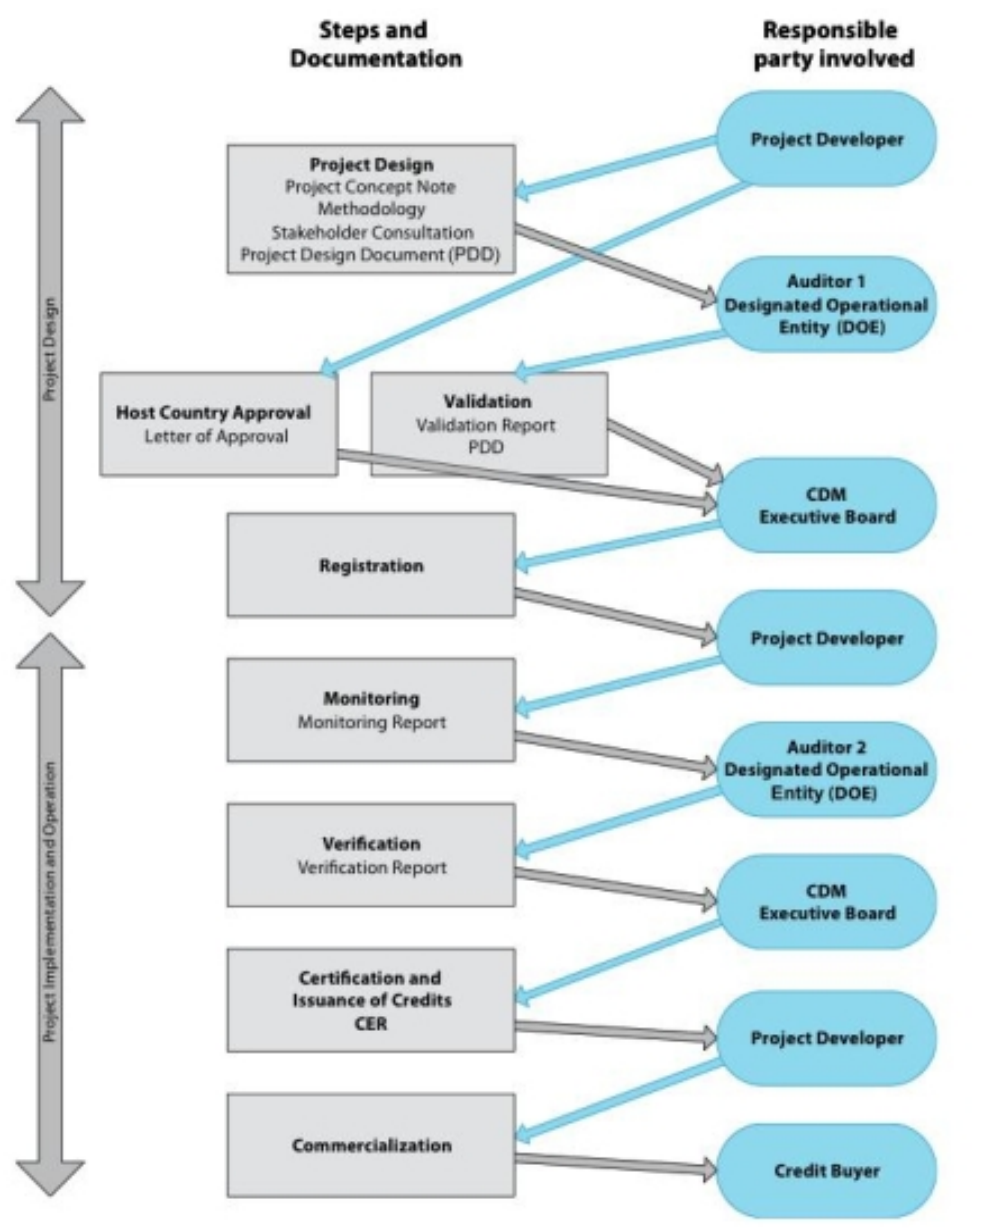 Steps and
Documentation
Responsible
party involved
Project Developer
Project Design
Project Concept Note
Methodology
Stakeholder Consultation
Project Design Document (PDD)
Auditor 1
Designated Operational
Entity (DOE)
Project Design
Host Country Approval
Letter of Approval
Validation
Validation Report
PDD
CDM
Executive Board
Registration
Project Developer
Monitoring
Monitoring Report
Auditor 2
Designated Operational
Entity (DOE)
Project Implementation and Operation
Verification
Verification Report
CDM
Executive Board
Certification and
Issuance of Credits
CER
Project Developer
Commercialization
Credit Buyer